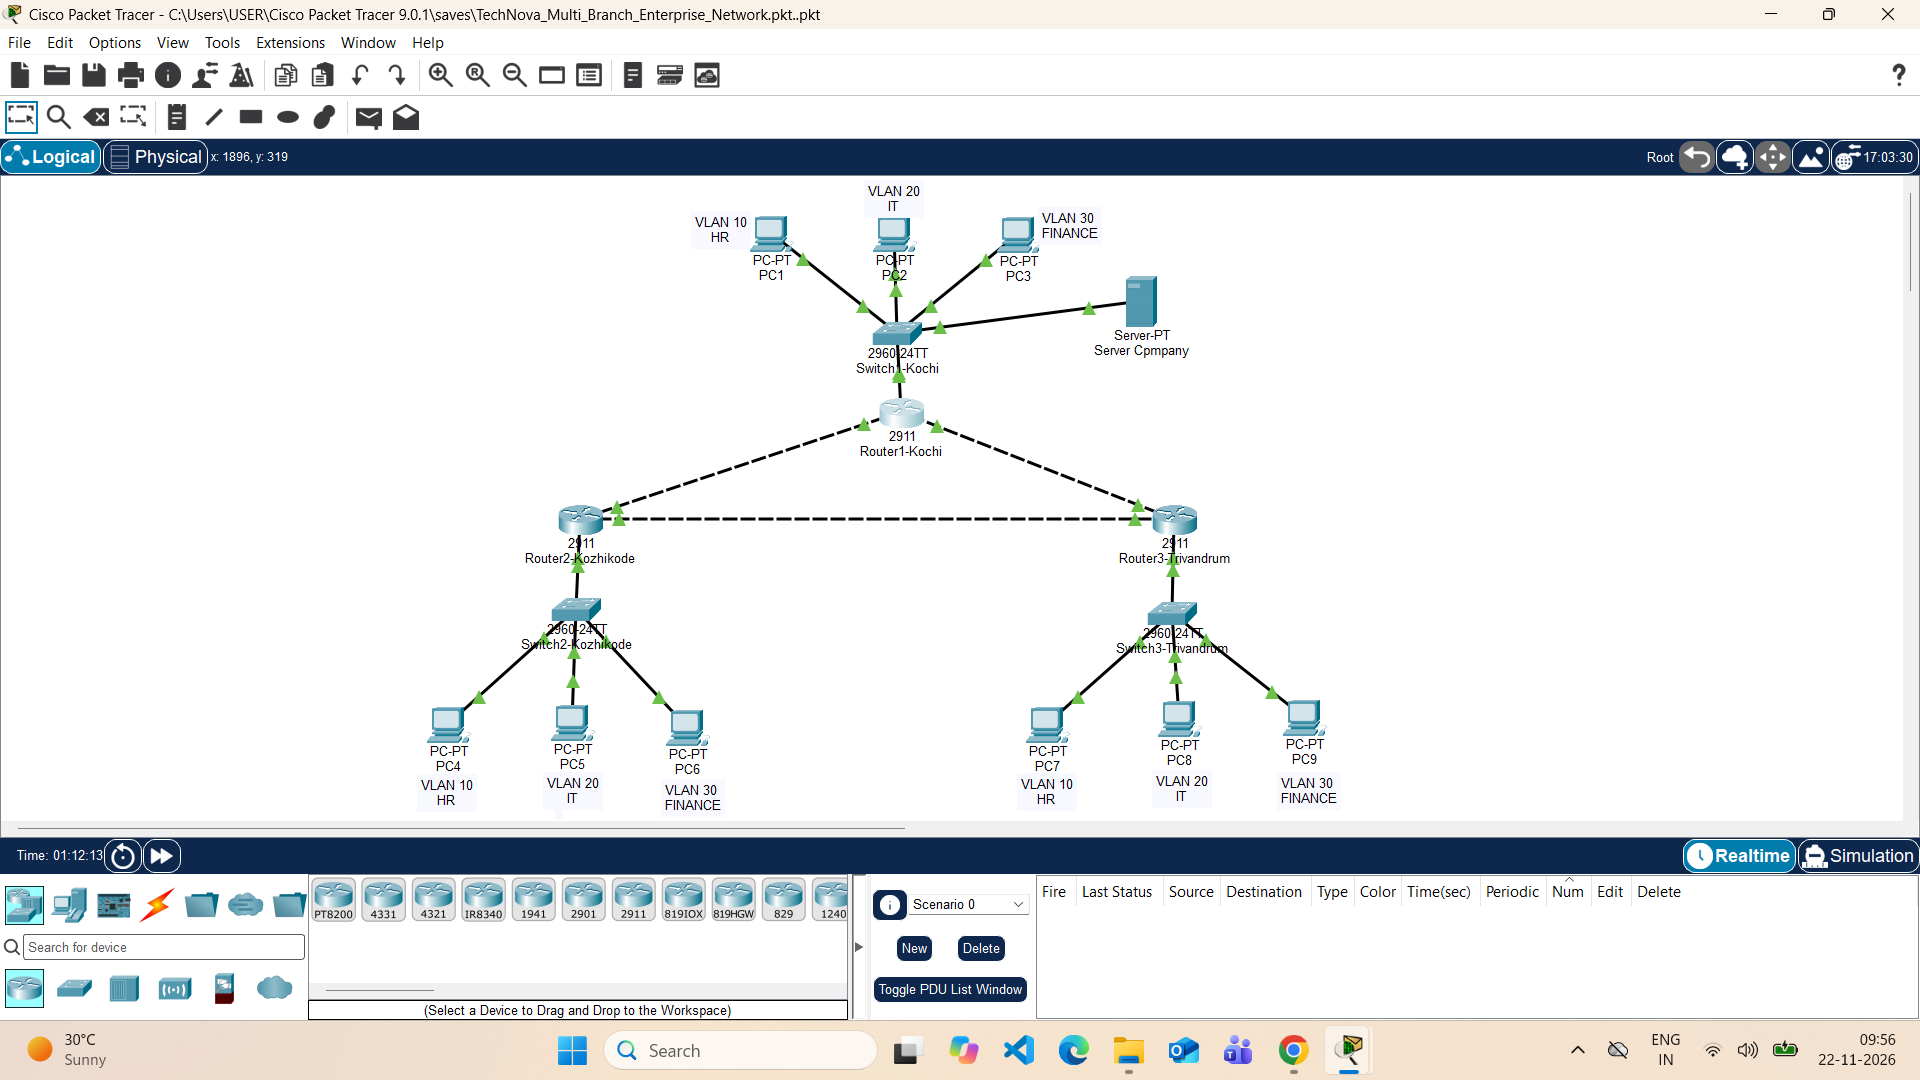 Cisco Packet Tracer - C:\Users\USER\Cisco Packet Tracer 9.0.1\saves\TechNova_Multi_Branch_Enterprise_Network.pkt..pkt
File Edit Options View Tools Extensions Window Help
?
Logical Physical x: 1896, y: 319 Root 17:03:30
VLAN 20
IT
VLAN 10
HR
VLAN 30
FINANCE
PC-PT
PC1
PC-PT
PC2
PC-PT
PC3
Server-PT
Server Cpmpany
2960-24TT
Switch1-Kochi
2911
Router1-Kochi
2911
Router2-Kozhikode
2911
Router3-Trivandrum
2960-24TT
Switch2-Kozhikode
2960-24TT
Switch3-Trivandrum
PC-PT
PC4
VLAN 10
HR
PC-PT
PC5
VLAN 20
IT
PC-PT
PC6
VLAN 30
FINANCE
PC-PT
PC7
VLAN 10
HR
PC-PT
PC8
VLAN 20
IT
PC-PT
PC9
VLAN 30
FINANCE
Time: 01:12:13 Realtime Simulation
PT8200 4331 4321 IR8340 1941 2901 2911 819IOX 819HGW 829 1240
Search for device
(Select a Device to Drag and Drop to the Workspace)
Scenario 0
New Delete
Toggle PDU List Window
Fire Last Status Source Destination Type Color Time(sec) Periodic Num Edit Delete
30°C
Sunny
Search
ENG
IN
09:56
22-11-2026